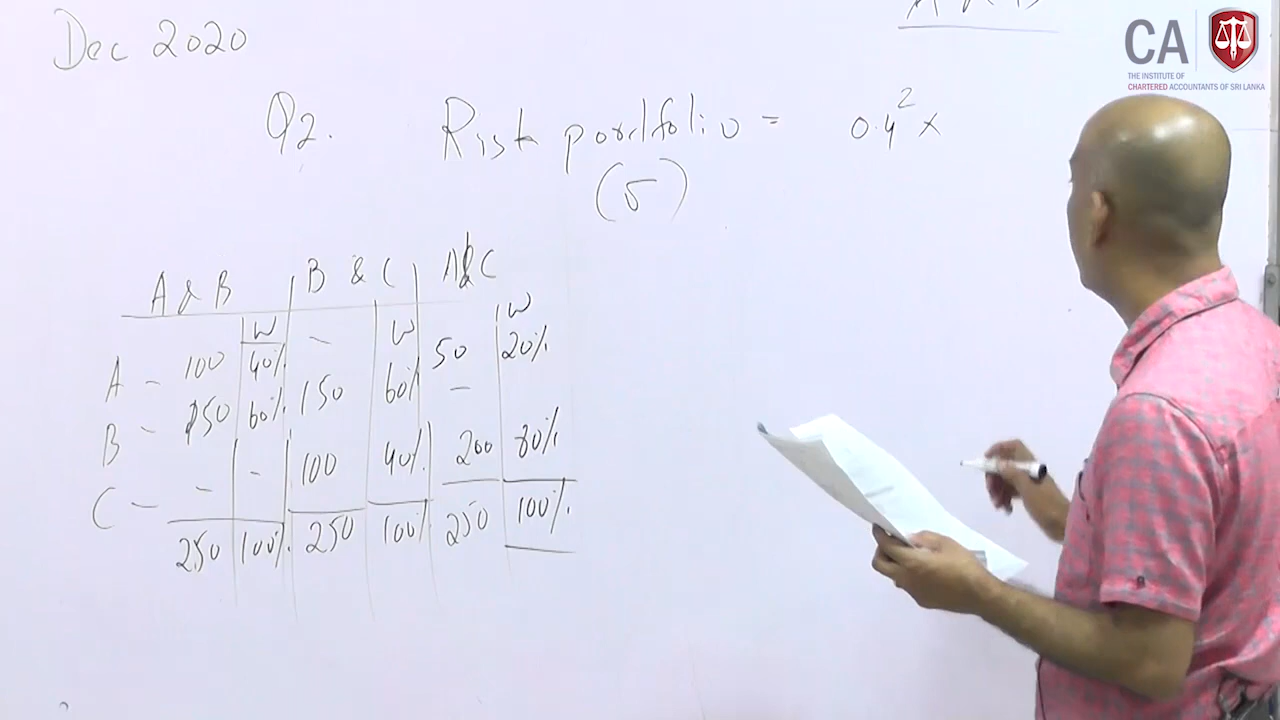 Dec 2020
CA
THE INSTITUTE OF
CHARTERED ACCOUNTANTS OF SRI LANKA
Q2. Risk portfolio = 0.4² ×
(σ)
A & B B & C A & C
W - W 50 W
A - 100 40% 20%
B - 150 60% 150 60% -
C - - - 100 40% 200 80%
250 100% 250 100% 250 100%